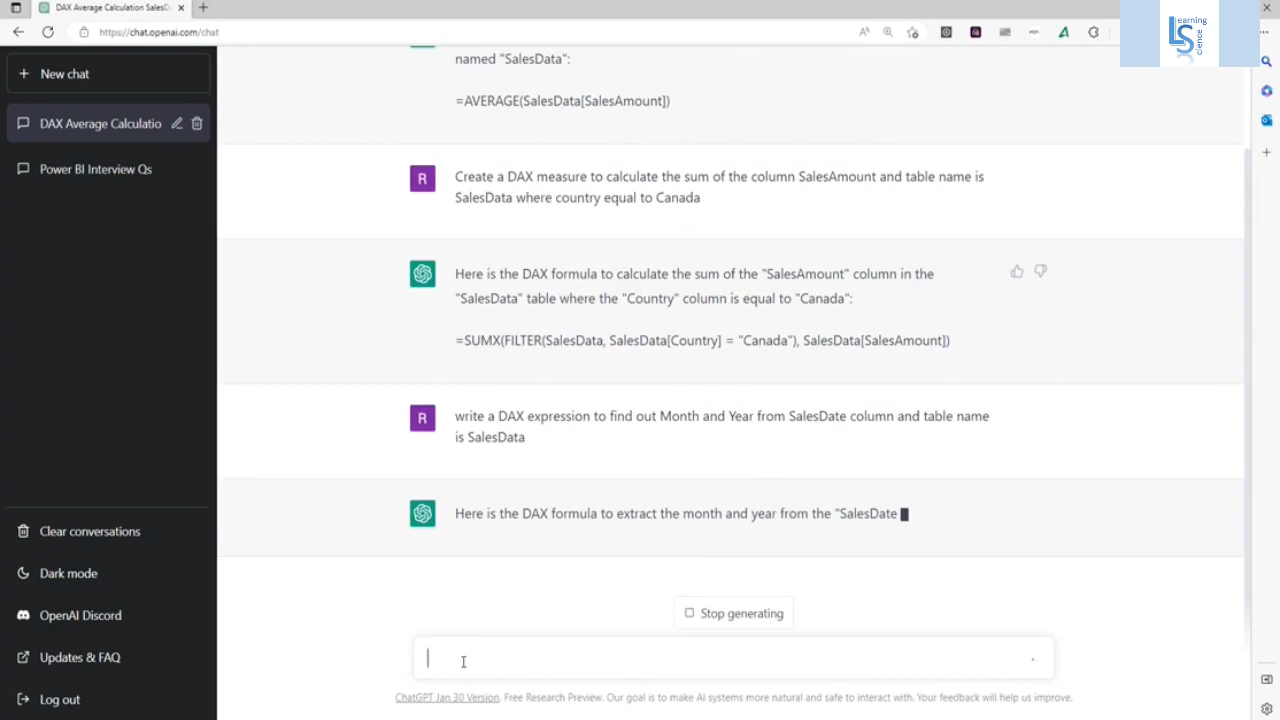 DAX Average Calculation SalesD
https://chat.openai.com/chat
Learning
Science
New chat
DAX Average Calculatio
Power BI Interview Qs
named "SalesData":
=AVERAGE(SalesData[SalesAmount])
R
Create a DAX measure to calculate the sum of the column SalesAmount and table name is
SalesData where country equal to Canada
Here is the DAX formula to calculate the sum of the "SalesAmount" column in the
"SalesData" table where the "Country" column is equal to "Canada":
=SUMX(FILTER(SalesData, SalesData[Country] = "Canada"), SalesData[SalesAmount])
R
write a DAX expression to find out Month and Year from SalesDate column and table name
is SalesData
Here is the DAX formula to extract the month and year from the "SalesDate
Stop generating
Clear conversations
Dark mode
OpenAI Discord
Updates & FAQ
Log out
ChatGPT Jan 30 Version. Free Research Preview. Our goal is to make AI systems more natural and safe to interact with. Your feedback will help us improve.